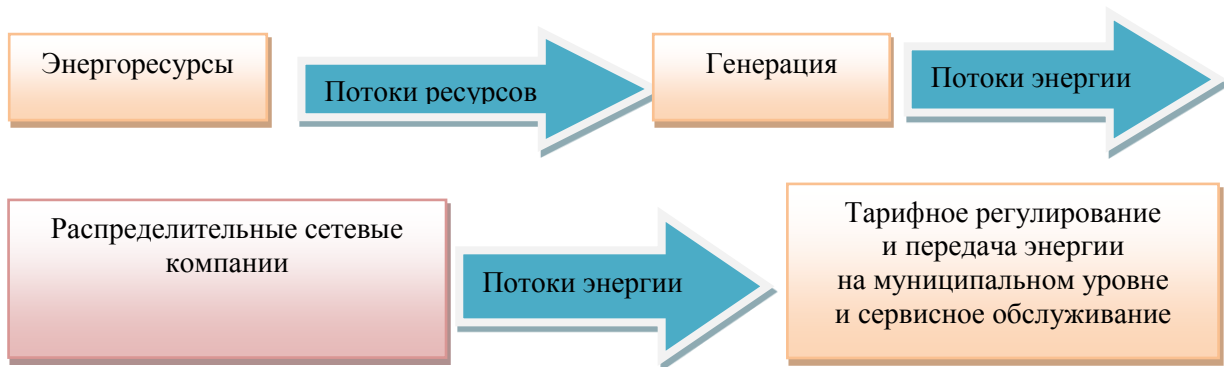 Энергоресурсы
Потоки ресурсов
Генерация
Потоки энергии
Распределительные сетевые
компании
Потоки энергии
Тарифное регулирование
и передача энергии
на муниципальном уровне
и сервисное обслуживание